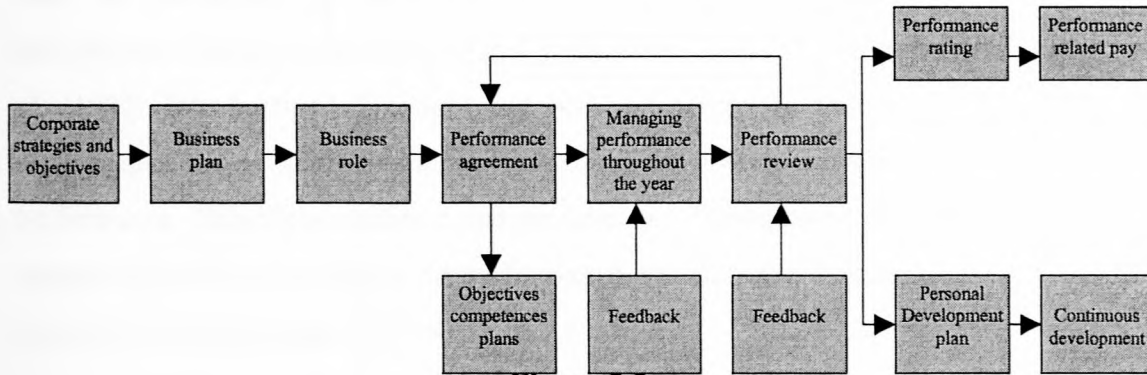 Corporate
strategies and
objectives
Business
plan
Business
role
Performance
agreement
Managing
performance
throughout
the year
Performance
review
Performance
rating
Performance
related pay
Objectives
competences
plans
Feedback
Feedback
Personal
Development
plan
Continuous
development